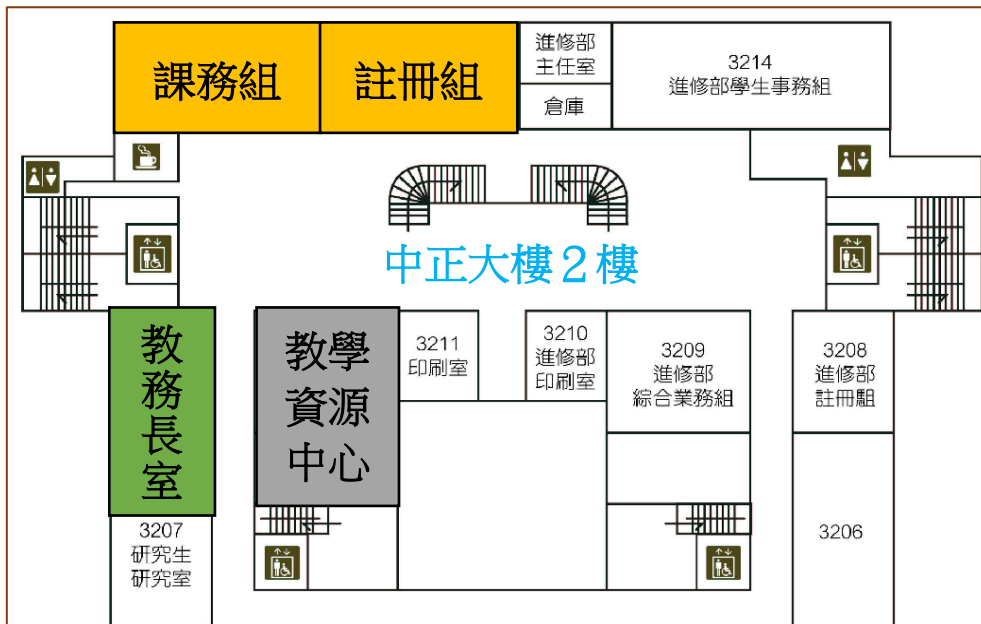 課務組
註冊組
進修部
主任室
倉庫
3214
進修部學生事務組
中正大樓２樓
教
務
長
室
教學
資源
中心
3211
印刷室
3210
進修部
印刷室
3209
進修部
綜合業務組
3208
進修部
註冊駔
3207
研究生
研究室
3206